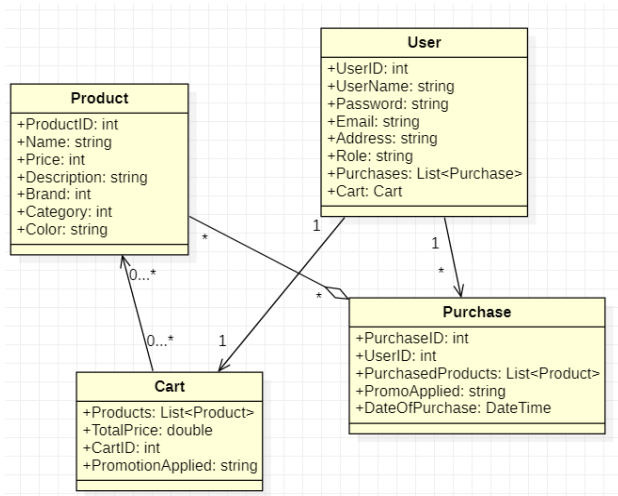 User
+UserID: int
+UserName: string
+Password: string
+Email: string
+Address: string
+Role: string
+Purchases: List<Purchase>
+Cart: Cart
Product
+ProductID: int
+Name: string
+Price: int
+Description: string
+Brand: int
+Category: int
+Color: string
1
*
1
*
0...*
*
0...*
1
Purchase
+PurchaseID: int
+UserID: int
+PurchasedProducts: List<Product>
+PromoApplied: string
+DateOfPurchase: DateTime
Cart
+Products: List<Product>
+TotalPrice: double
+CartID: int
+PromotionApplied: string